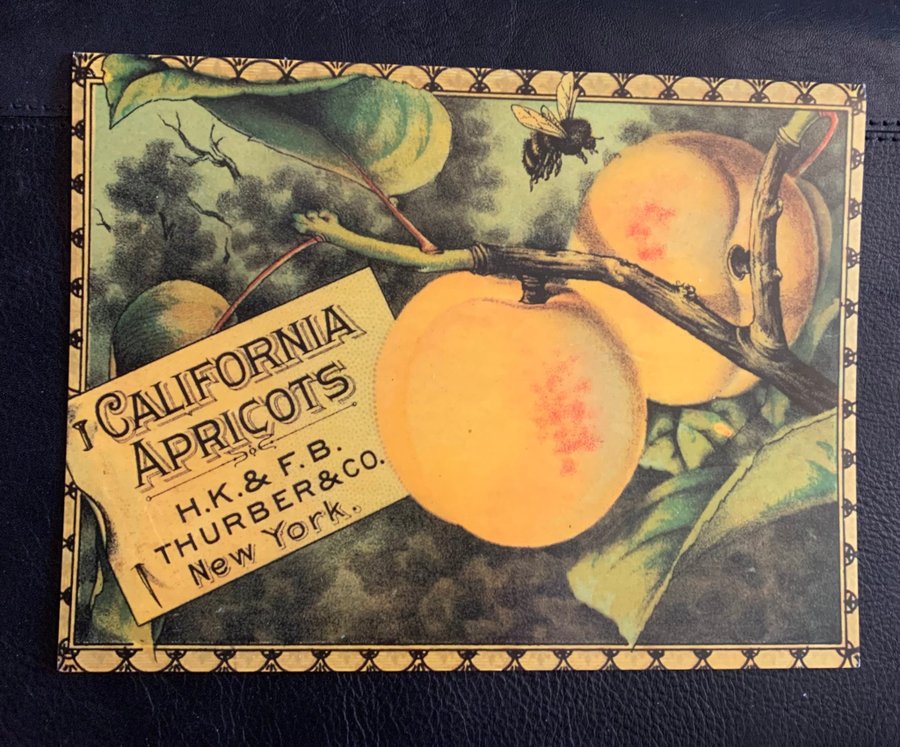 CALIFORNIA
APRICOTS
H.K. & F.B.
THURBER & CO.
New York.